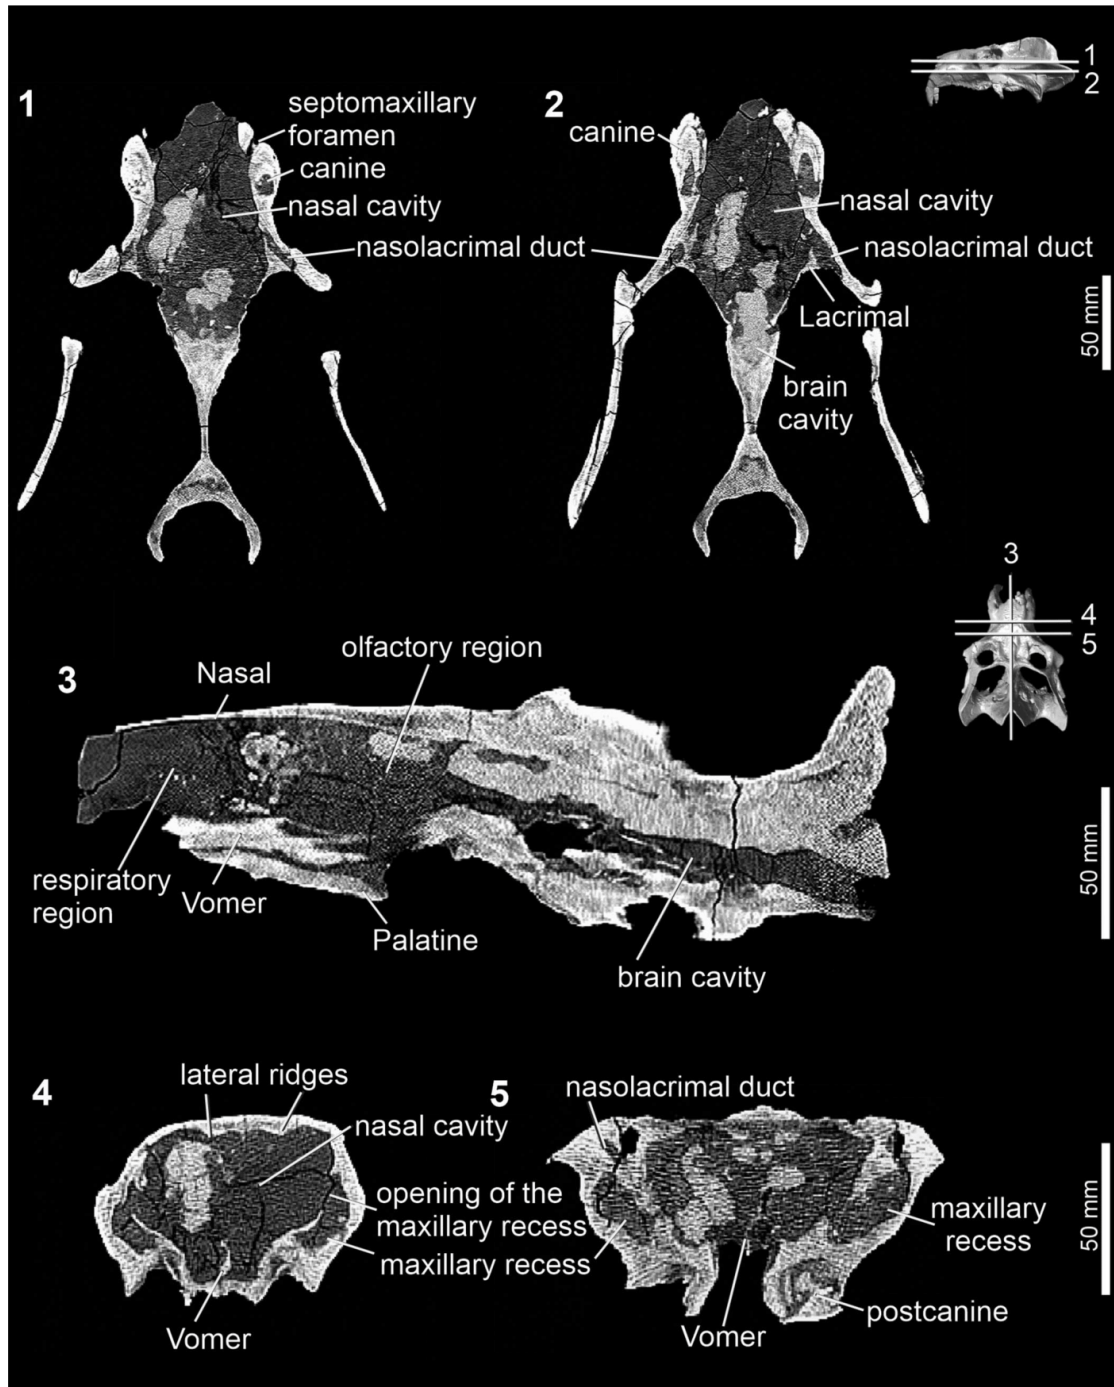 1
2
1
septomaxillary
foramen
canine
nasal cavity
nasolacrimal duct
2
canine
nasal cavity
nasolacrimal duct
Lacrimal
brain
cavity
50 mm
3
4
5
3
Nasal
olfactory region
respiratory
region
Vomer
Palatine
brain cavity
50 mm
4
lateral ridges
nasal cavity
opening of the
maxillary recess
maxillary recess
Vomer
5
nasolacrimal duct
maxillary
recess
postcanine
Vomer
50 mm